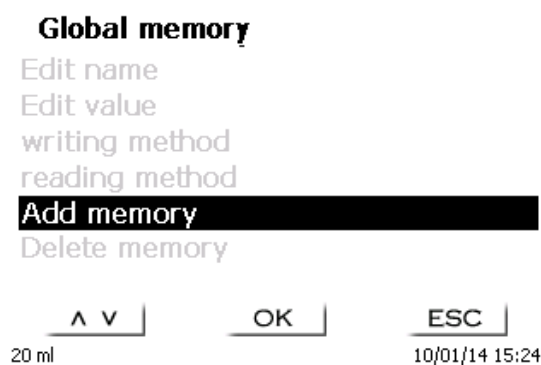 Global memory
Edit name
Edit value
writing method
reading method
Add memory
Delete memory
∧ ∨ OK ESC
20 ml 10/01/14 15:24